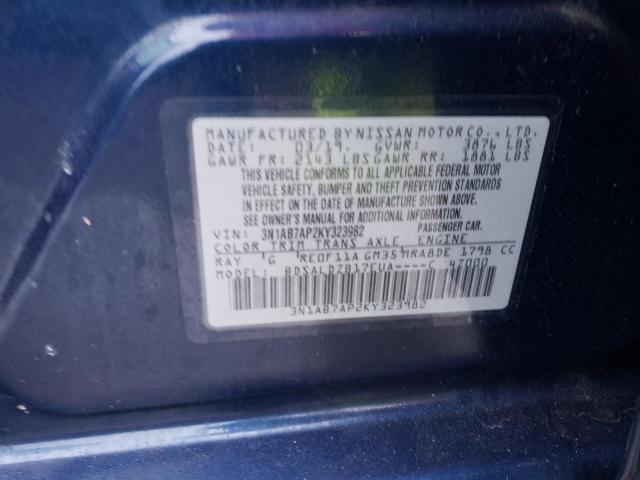 MANUFACTURED BY NISSAN MOTOR CO., LTD.
DATE: 03/19. GVWR: 3876 LBS
GAWR FR: 2143 LBS GAWR RR: 1881 LBS
THIS VEHICLE CONFORMS TO ALL APPLICABLE FEDERAL MOTOR
VEHICLE SAFETY, BUMPER AND THEFT PREVENTION STANDARDS
IN EFFECT ON THE DATE OF MANUFACTURE SHOWN ABOVE.
SEE OWNER'S MANUAL FOR ADDITIONAL INFORMATION.
VIN: 3N1AB7AP2KY323982 PASSENGER CAR.
COLOR TRIM TRANS AXLE, ENGINE
RAY G RE0F11A GM35 MRA8DE 1798 CC
MODEL: BDSALDZB17EUA----C 47000
3N1AB7AP2KY323982